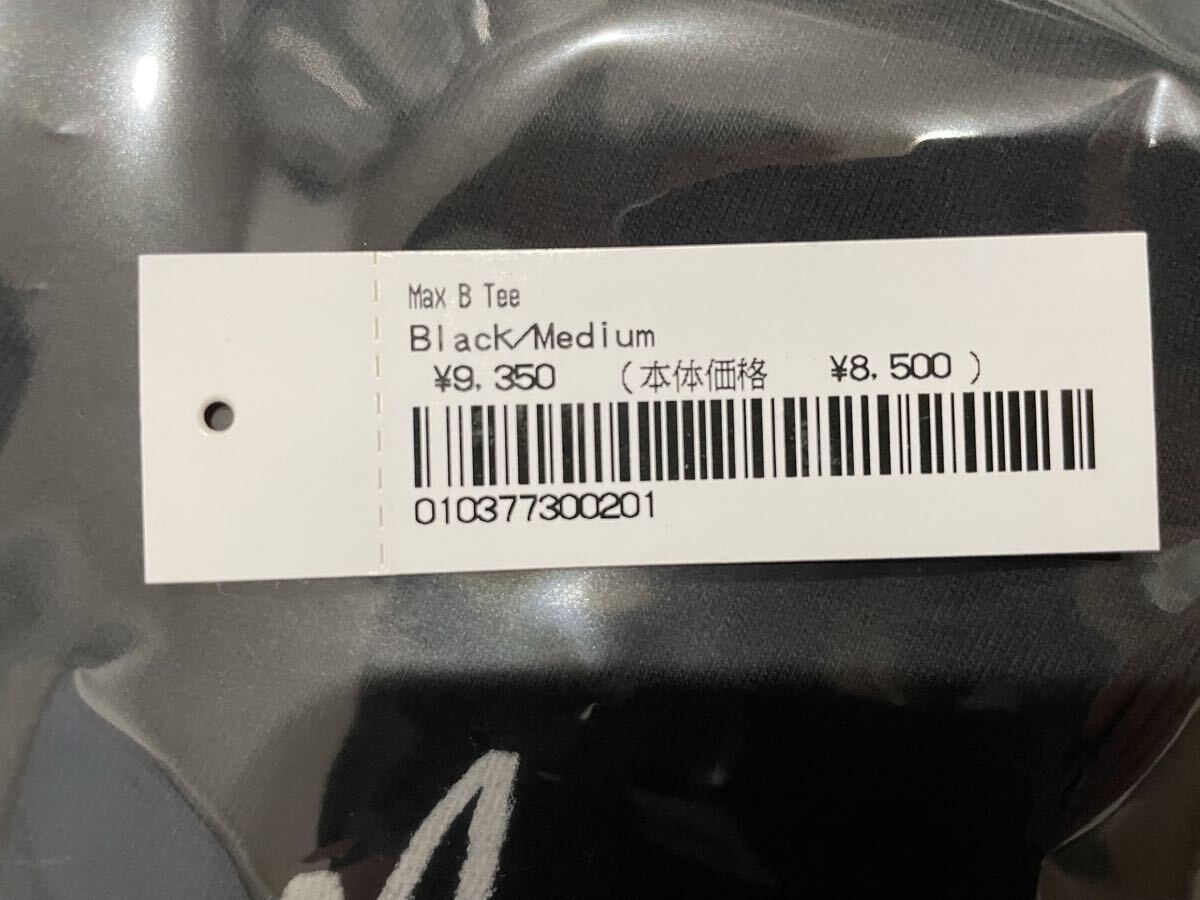 Max B Tee
Black/Medium
¥9,350 (本体価格 ¥8,500 )
010377300201